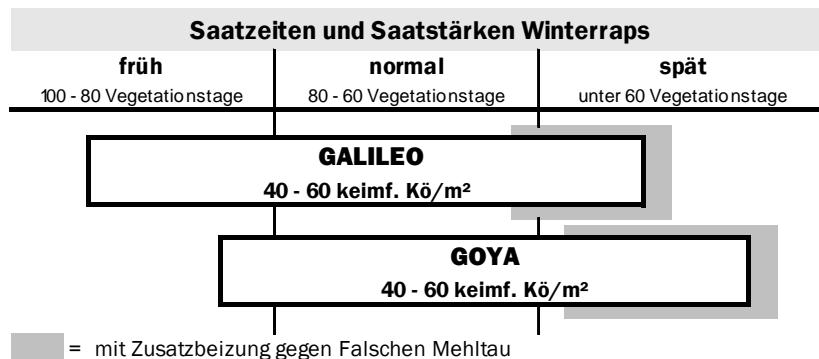 Saatzeiten und Saatstärken Winterraps
früh normal spät
100 - 80 Vegetationstage 80 - 60 Vegetationstage unter 60 Vegetationstage
GALILEO
40 - 60 keimf. Kö/m²
GOYA
40 - 60 keimf. Kö/m²
= mit Zusatzbeizung gegen Falschen Mehltau